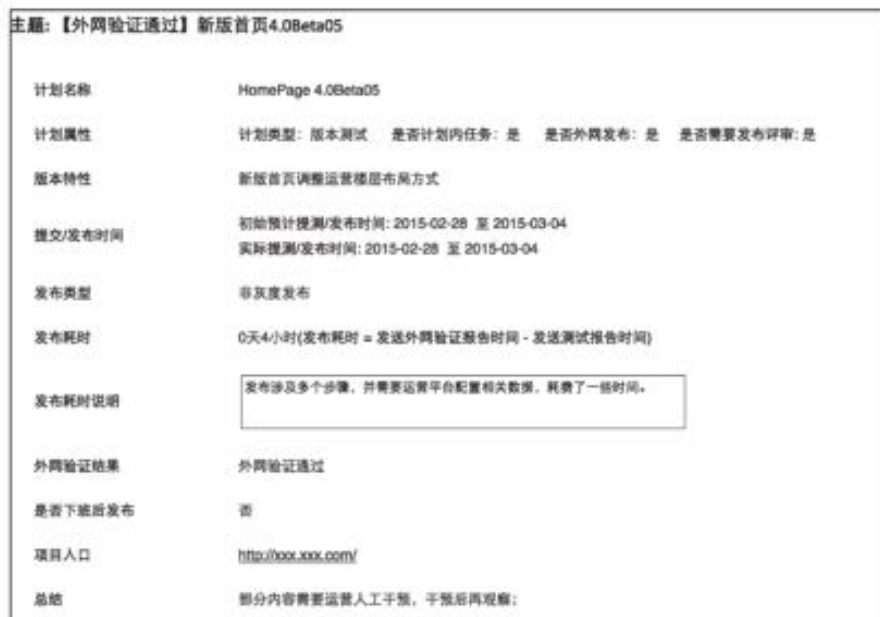 主题:【外网验证通过】新版首页4.0Beta05
计划名称 HomePage 4.0Beta05
计划属性 计划类型: 版本测试 是否计划内任务: 是 是否外网发布: 是 是否需要发布评审: 是
版本特性 新版首页调整运营楼层布局方式
提交/发布时间 初始预计提测/发布时间: 2015-02-28 至 2015-03-04
实际提测/发布时间: 2015-02-28 至 2015-03-04
发布类型 非灰度发布
发布耗时 0天4小时(发布耗时 = 发送外网验证报告时间 - 发送测试报告时间)
发布耗时说明 发布涉及多个步骤，并需要运营平台配置相关数据，耗费了一些时间。
外网验证结果 外网验证通过
是否下班后发布 否
项目入口 http://xxx.xxx.com/
总结 部分内容需要运营人工干预，干预后再观察；